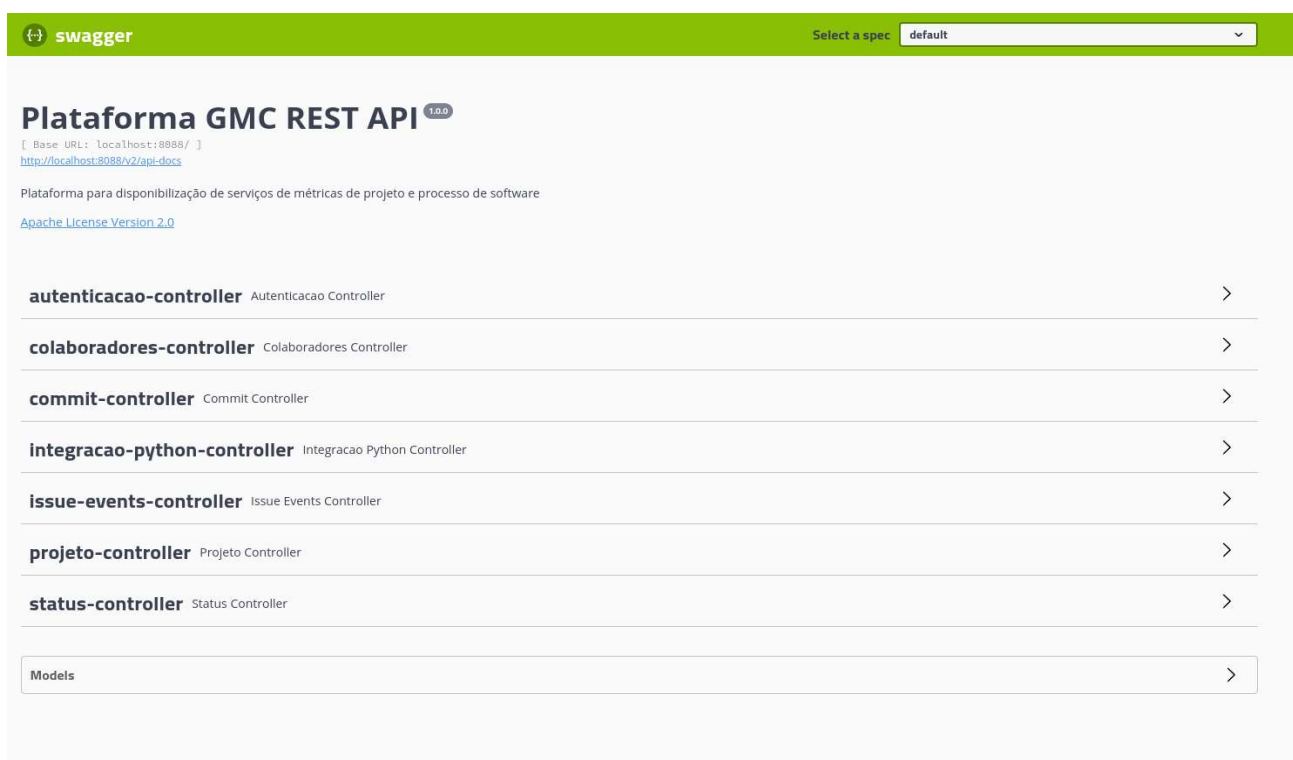 {··} swagger Select a spec default
Plataforma GMC REST API 1.0.0
[ Base URL: localhost:8088/ ]
http://localhost:8088/v2/api-docs
Plataforma para disponibilização de serviços de métricas de projeto e processo de software
Apache License Version 2.0
autenticacao-controller Autenticacao Controller
colaboradores-controller Colaboradores Controller
commit-controller Commit Controller
integracao-python-controller Integracao Python Controller
issue-events-controller Issue Events Controller
projeto-controller Projeto Controller
status-controller Status Controller
Models